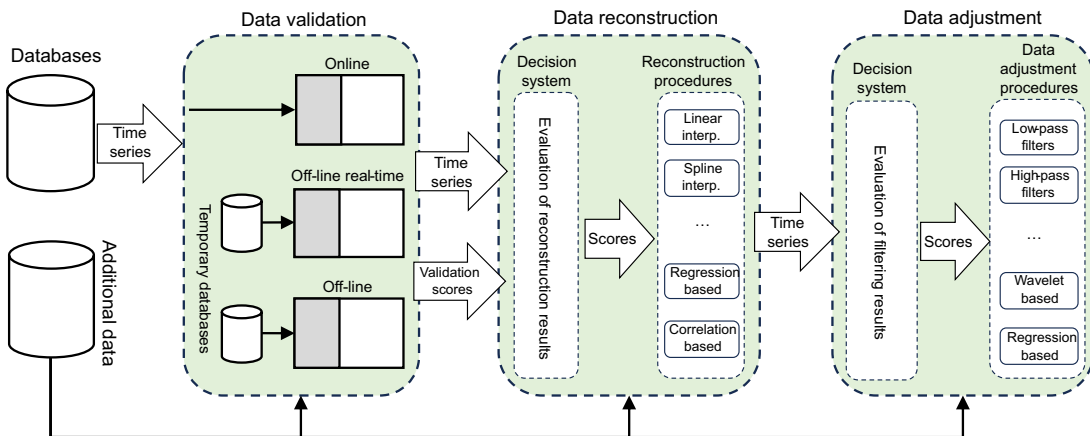 Data validation
Data reconstruction
Data adjustment
Databases
Time
series
Additional data
Online
Off-line real-time
Off-line
Temporary databases
Time
series
Validation
scores
Decision
system
Evaluation of reconstruction results
Scores
Reconstruction
procedures
Linear
interp.
Spline
interp.
...
Regression
based
Correlation
based
Time
series
Decision
system
Evaluation of filtering results
Scores
Data
adjustment
procedures
Low-pass
filters
High-pass
filters
...
Wavelet
based
Regression
based